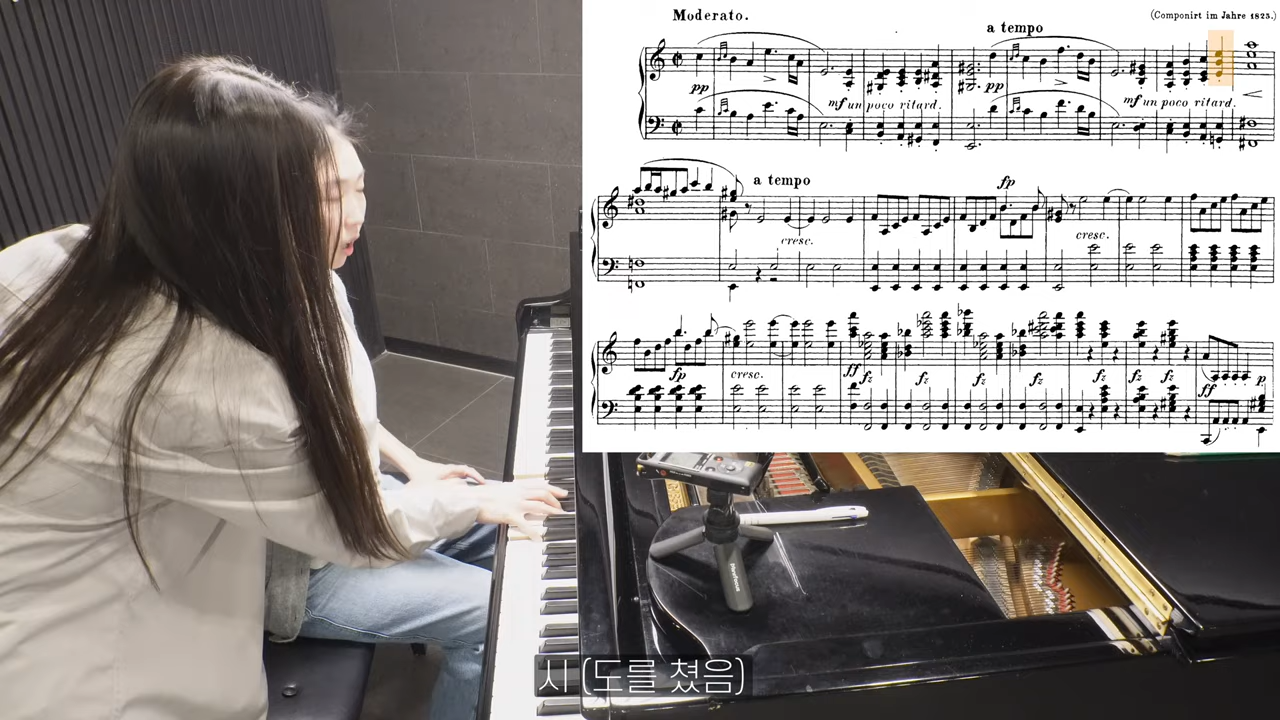 Moderato.
(Componirt im Jahre 1825.)
a tempo
pp
mf un poco ritard.
pp
mf un poco ritard.
a tempo
fp
cresc.
cresc.
fp
cresc.
ff
fz
fz
fz
fz
fz
fz
fz
ff
p
시 (도를 쳤음)